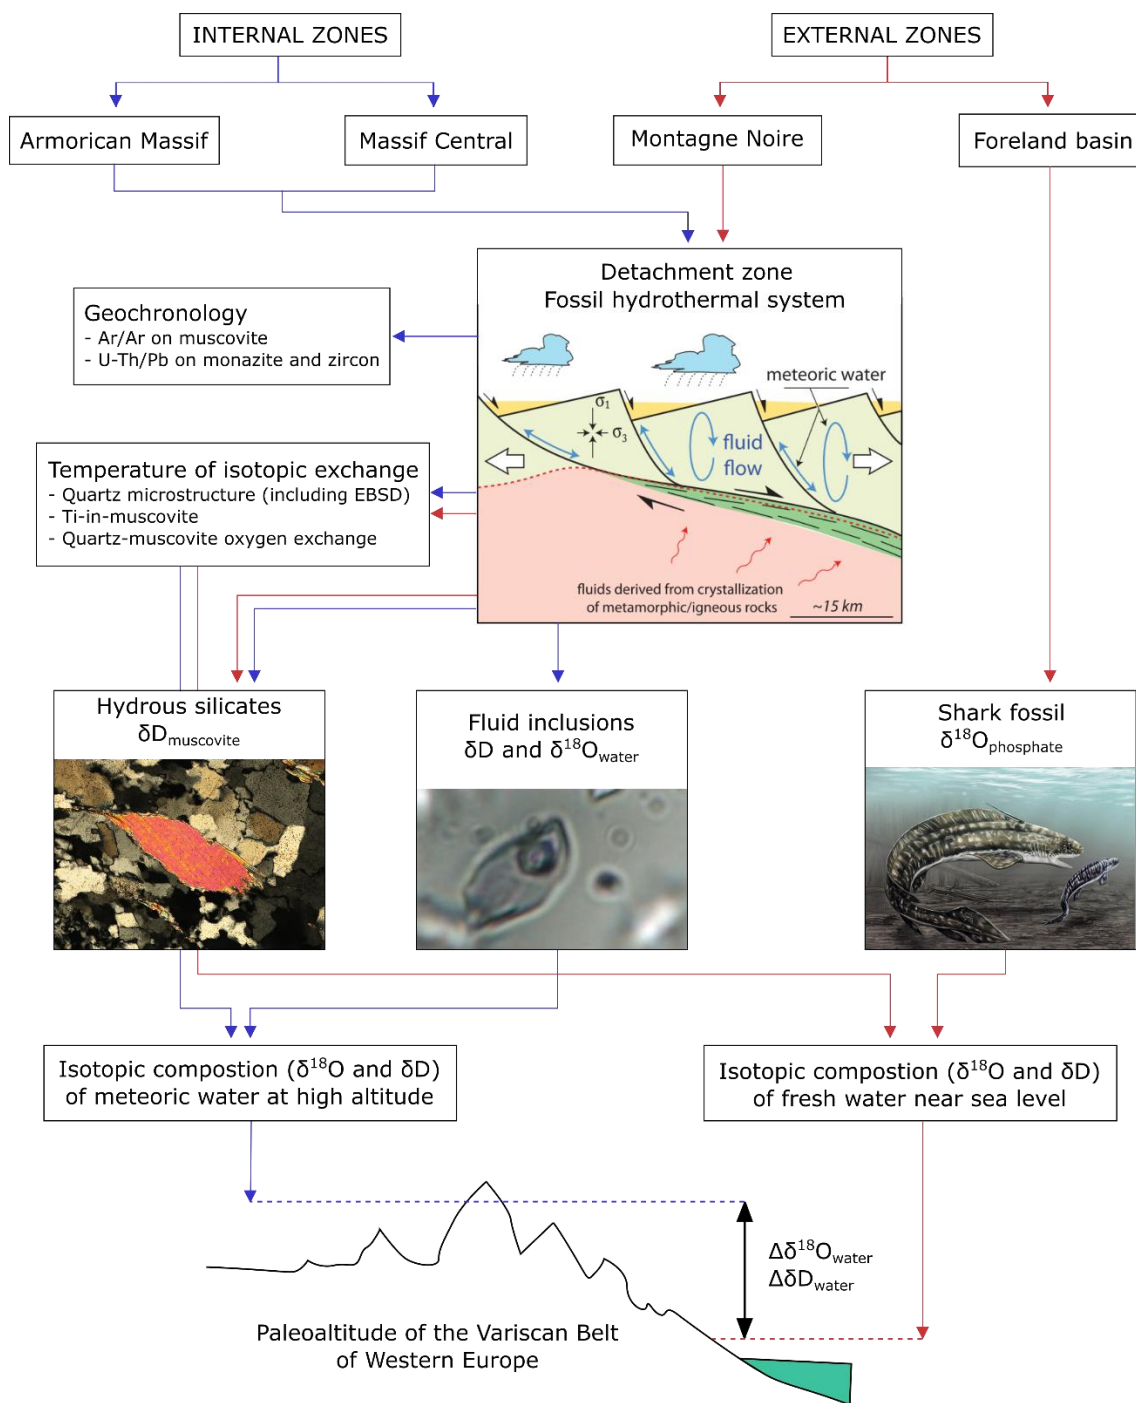 INTERNAL ZONES
EXTERNAL ZONES
Armorican Massif
Massif Central
Montagne Noire
Foreland basin
Detachment zone
Fossil hydrothermal system
Geochronology
- Ar/Ar on muscovite
- U-Th/Pb on monazite and zircon
meteoric water
σ1
σ3
fluid
flow
Temperature of isotopic exchange
- Quartz microstructure (including EBSD)
- Ti-in-muscovite
- Quartz-muscovite oxygen exchange
fluids derived from crystallization
of metamorphic/igneous rocks
~15 km
Hydrous silicates
δDmuscovite
Fluid inclusions
δD and δ18Owater
Shark fossil
δ18Ophosphate
Isotopic compostion (δ18O and δD)
of meteoric water at high altitude
Isotopic compostion (δ18O and δD)
of fresh water near sea level
Δδ18Owater
ΔδDwater
Paleoaltitude of the Variscan Belt
of Western Europe